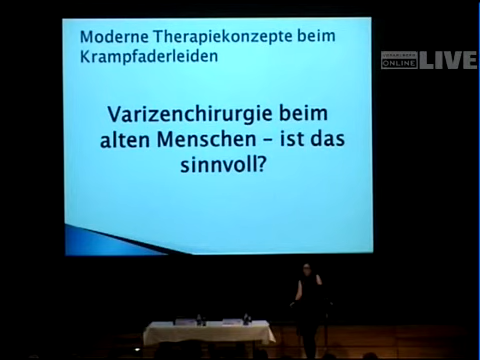 Moderne Therapiekonzepte beim
Krampfaderleiden
Varizenchirurgie beim
alten Menschen – ist das
sinnvoll?
ONLINE
LIVE